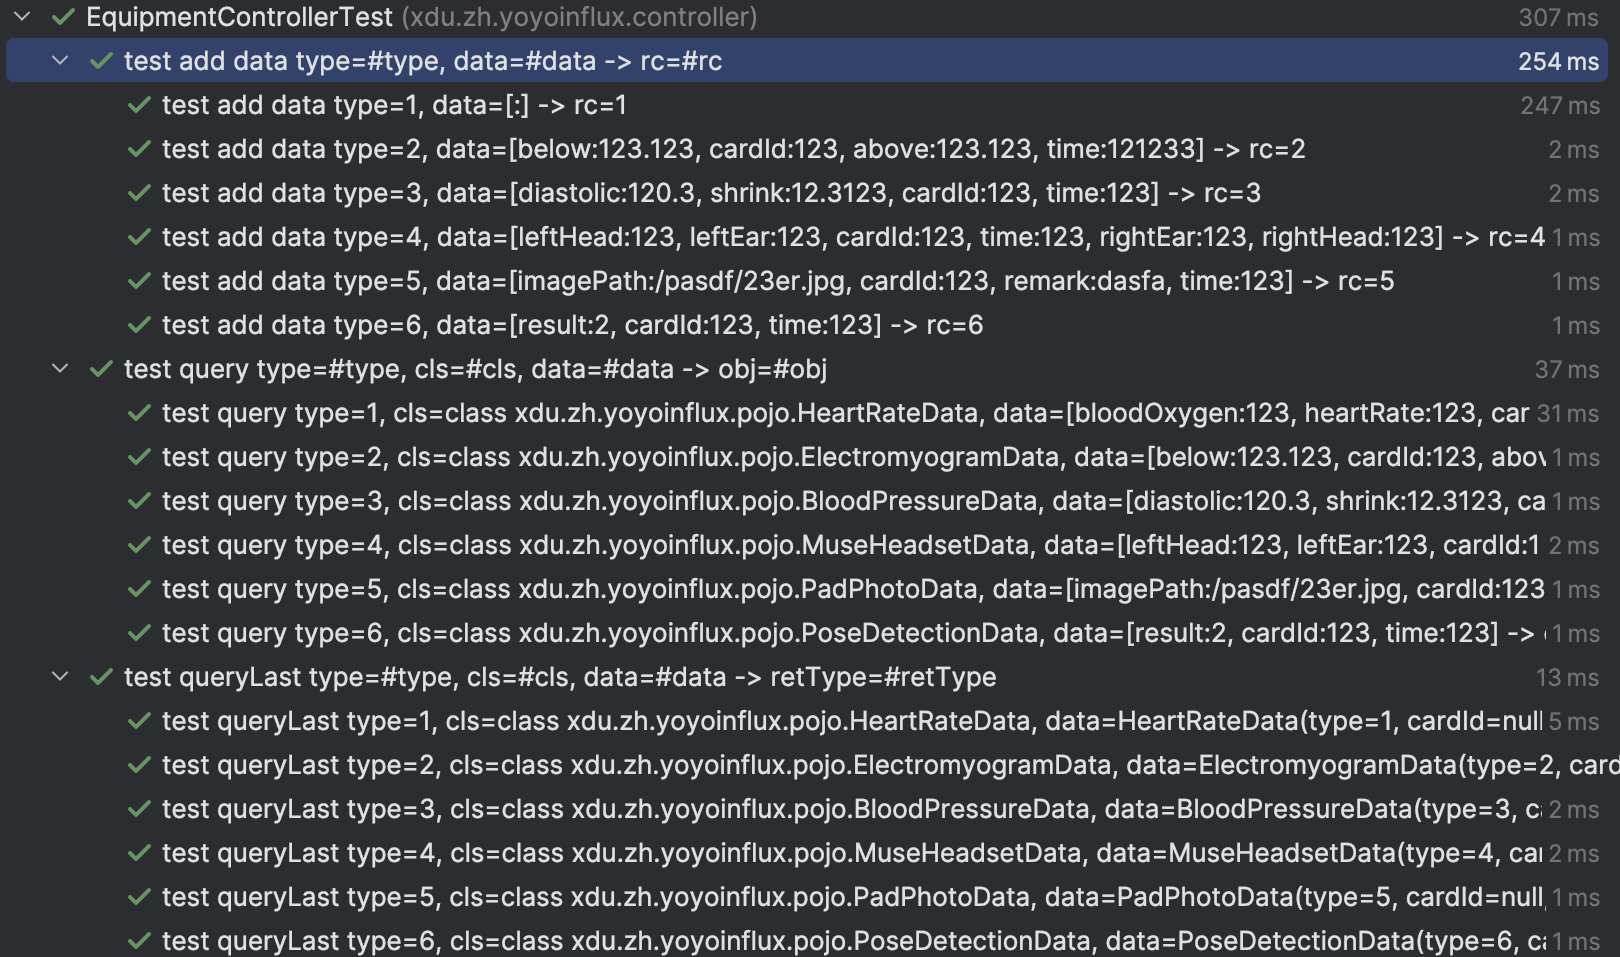 EquipmentControllerTest (xdu.zh.yoyoinflux.controller) 307 ms
test add data type=#type, data=#data -> rc=#rc 254 ms
test add data type=1, data=[:] -> rc=1 247 ms
test add data type=2, data=[below:123.123, cardId:123, above:123.123, time:121233] -> rc=2 2 ms
test add data type=3, data=[diastolic:120.3, shrink:12.3123, cardId:123, time:123] -> rc=3 2 ms
test add data type=4, data=[leftHead:123, leftEar:123, cardId:123, time:123, rightEar:123, rightHead:123] -> rc=4 1 ms
test add data type=5, data=[imagePath:/pasdf/23er.jpg, cardId:123, remark:dasfa, time:123] -> rc=5 1 ms
test add data type=6, data=[result:2, cardId:123, time:123] -> rc=6 1 ms
test query type=#type, cls=#cls, data=#data -> obj=#obj 37 ms
test query type=1, cls=class xdu.zh.yoyoinflux.pojo.HeartRateData, data=[bloodOxygen:123, heartRate:123, car 31 ms
test query type=2, cls=class xdu.zh.yoyoinflux.pojo.ElectromyogramData, data=[below:123.123, cardId:123, abov 1 ms
test query type=3, cls=class xdu.zh.yoyoinflux.pojo.BloodPressureData, data=[diastolic:120.3, shrink:12.3123, ca 1 ms
test query type=4, cls=class xdu.zh.yoyoinflux.pojo.MuseHeadsetData, data=[leftHead:123, leftEar:123, cardId:1 2 ms
test query type=5, cls=class xdu.zh.yoyoinflux.pojo.PadPhotoData, data=[imagePath:/pasdf/23er.jpg, cardId:123 1 ms
test query type=6, cls=class xdu.zh.yoyoinflux.pojo.PoseDetectionData, data=[result:2, cardId:123, time:123] -> 1 ms
test queryLast type=#type, cls=#cls, data=#data -> retType=#retType 13 ms
test queryLast type=1, cls=class xdu.zh.yoyoinflux.pojo.HeartRateData, data=HeartRateData(type=1, cardId=null 5 ms
test queryLast type=2, cls=class xdu.zh.yoyoinflux.pojo.ElectromyogramData, data=ElectromyogramData(type=2, card
test queryLast type=3, cls=class xdu.zh.yoyoinflux.pojo.BloodPressureData, data=BloodPressureData(type=3, c 2 ms
test queryLast type=4, cls=class xdu.zh.yoyoinflux.pojo.MuseHeadsetData, data=MuseHeadsetData(type=4, car 2 ms
test queryLast type=5, cls=class xdu.zh.yoyoinflux.pojo.PadPhotoData, data=PadPhotoData(type=5, cardId=null, 1 ms
test queryLast type=6, cls=class xdu.zh.yoyoinflux.pojo.PoseDetectionData, data=PoseDetectionData(type=6, ca 1 ms